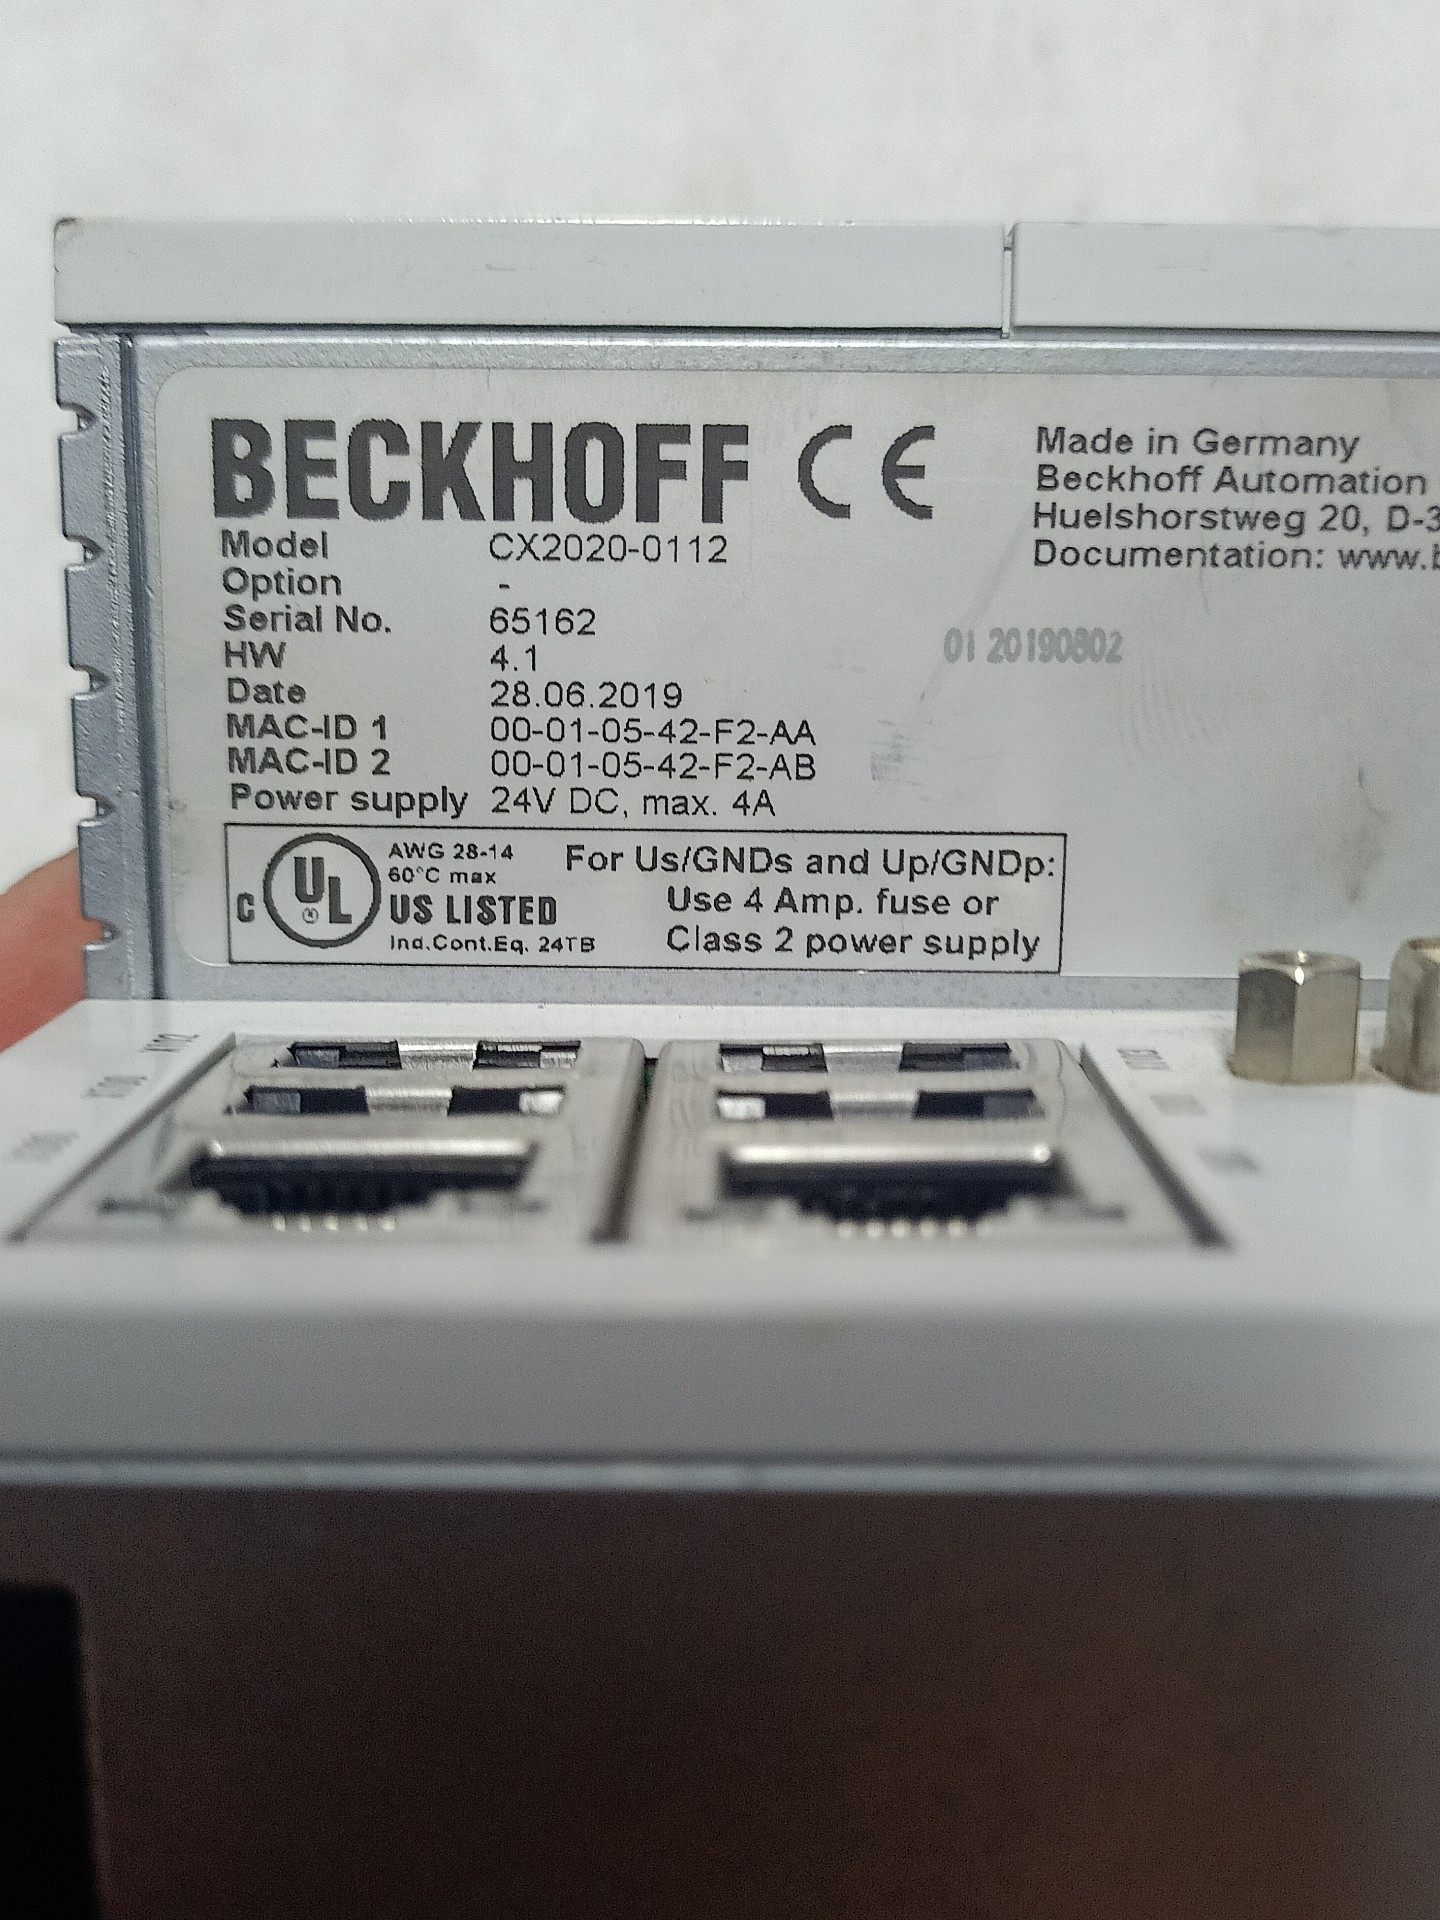 BECKHOFF CE
Made in Germany
Beckhoff Automation
Huelshorstweg 20, D-3
Documentation: www.b
Model CX2020-0112
Option -
Serial No. 65162
HW 4.1
Date 28.06.2019
MAC-ID 1 00-01-05-42-F2-AA
MAC-ID 2 00-01-05-42-F2-AB
Power supply 24V DC, max. 4A
01 20190802
C UL
AWG 28-14
60°C max
US LISTED
Ind.Cont.Eq. 24TB
For Us/GNDs and Up/GNDp:
Use 4 Amp. fuse or
Class 2 power supply